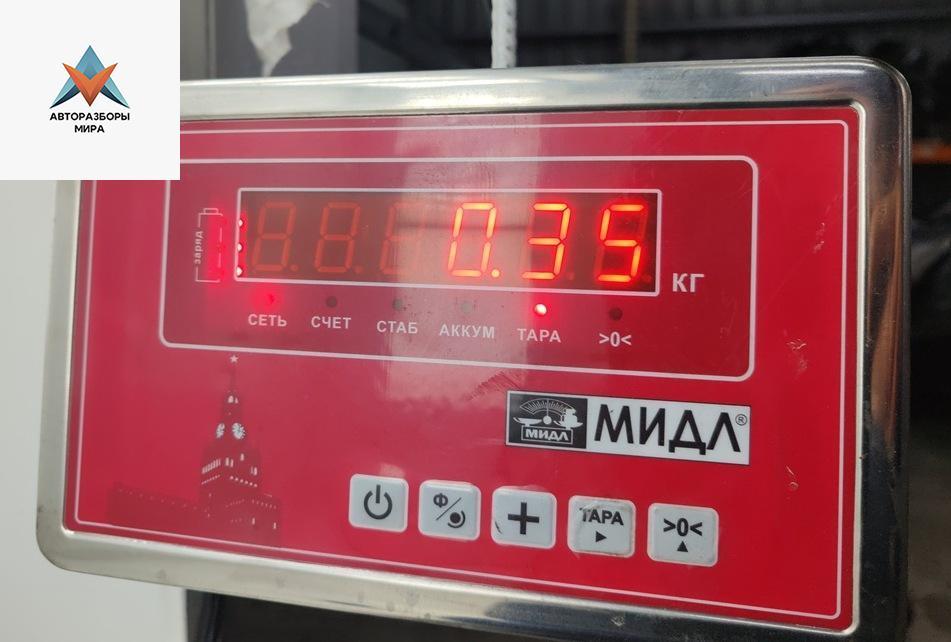 АВТОРАЗБОРЫ
МИРА
заряд
0.35
КГ
СЕТЬ СЧЕТ СТАБ АККУМ ТАРА >0<
МИДЛ
МИДЛ®
Ф
ТАРА
>0<